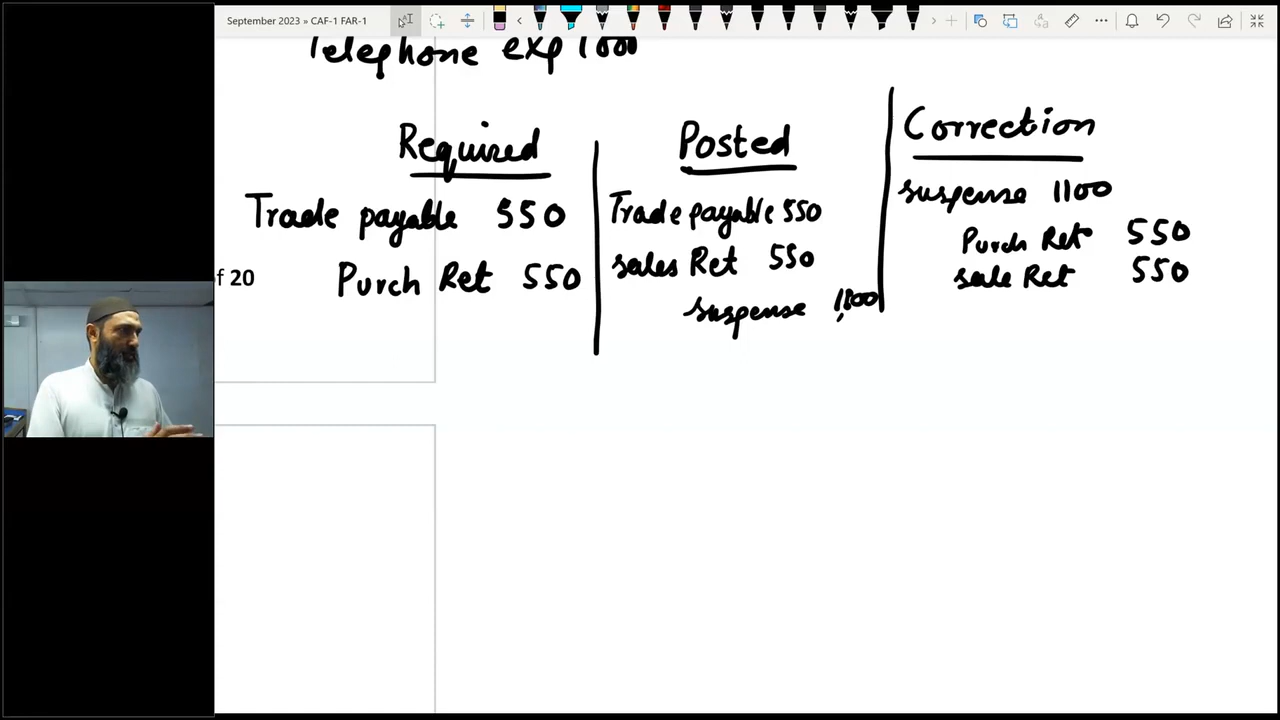 September 2023 » CAF-1 FAR-1
Telephone exp 1000
Required
Trade payable 550
Purch Ret 550
Posted
Trade payable 550
sales Ret 550
suspense 1100
Correction
suspense 1100
Purch Ret 550
sale Ret 550
of 20